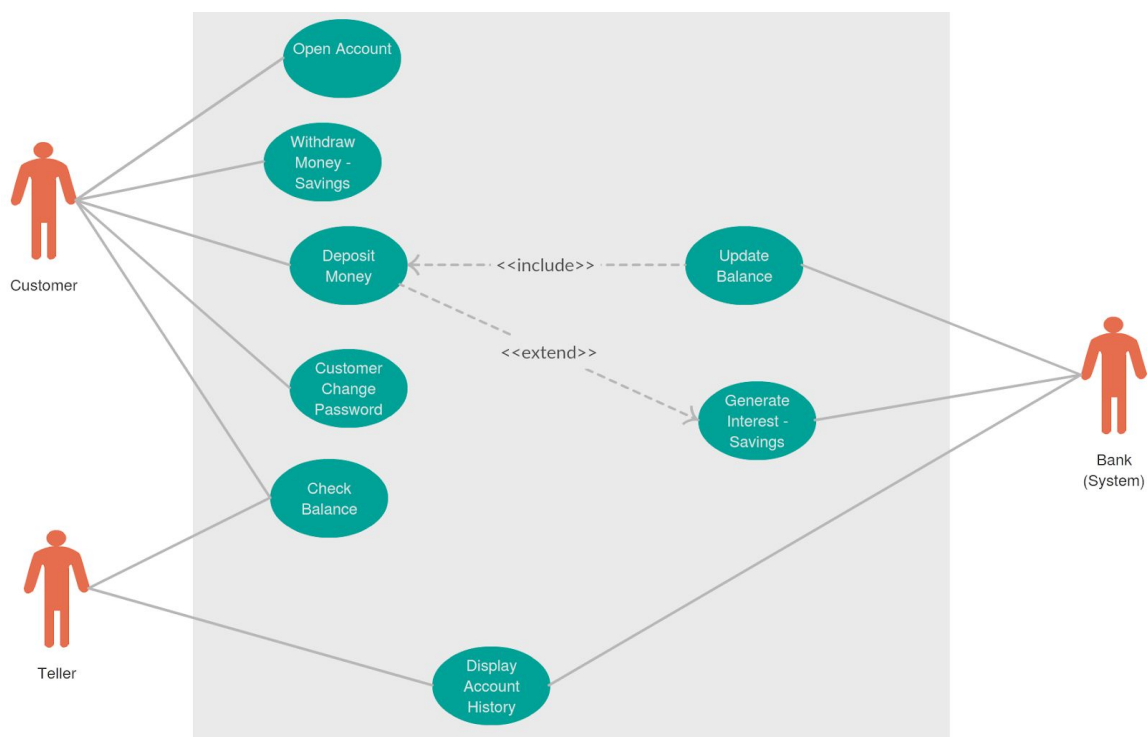 Open Account
Withdraw
Money -
Savings
Customer
Deposit
Money
<<include>>
Update
Balance
<<extend>>
Customer
Change
Password
Generate
Interest -
Savings
Bank
(System)
Check
Balance
Teller
Display
Account
History